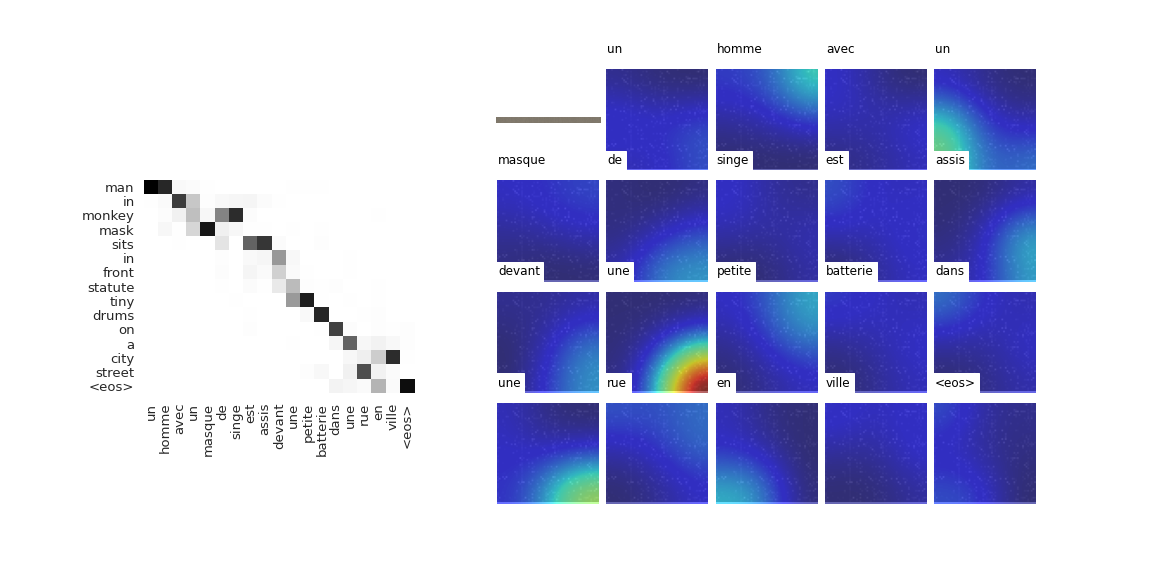 man
in
monkey
mask
sits
in
front
statute
tiny
drums
on
a
city
street
<eos>
un
homme
avec
un
masque
de
singe
est
assis
devant
une
petite
batterie
dans
une
rue
en
ville
<eos>
un homme avec un
masque de singe est assis
devant une petite batterie dans
une rue en ville <eos>